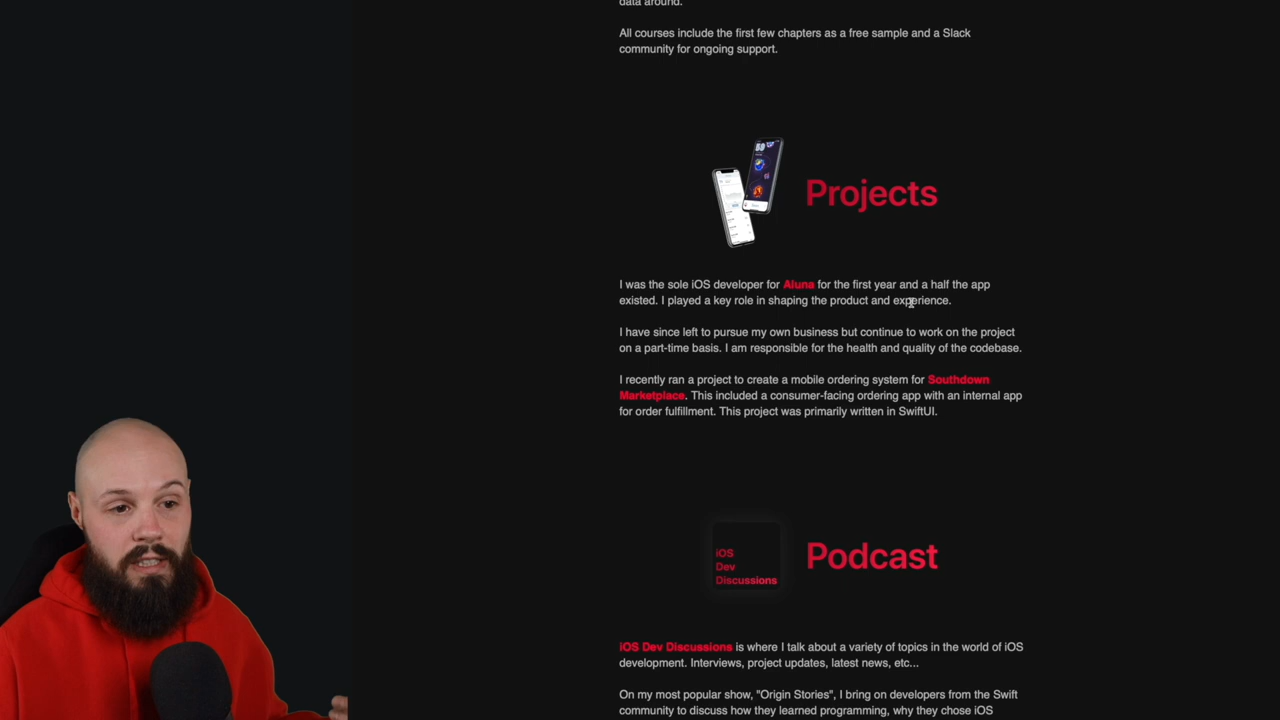 data around.
All courses include the first few chapters as a free sample and a Slack
community for ongoing support.
Projects
I was the sole iOS developer for Aluna for the first year and a half the app
existed. I played a key role in shaping the product and experience.
I have since left to pursue my own business but continue to work on the project
on a part-time basis. I am responsible for the health and quality of the codebase.
I recently ran a project to create a mobile ordering system for Southdown
Marketplace. This included a consumer-facing ordering app with an internal app
for order fulfillment. This project was primarily written in SwiftUI.
iOS
Dev
Discussions
Podcast
iOS Dev Discussions is where I talk about a variety of topics in the world of iOS
development. Interviews, project updates, latest news, etc...
On my most popular show, "Origin Stories", I bring on developers from the Swift
community to discuss how they learned programming, why they chose iOS